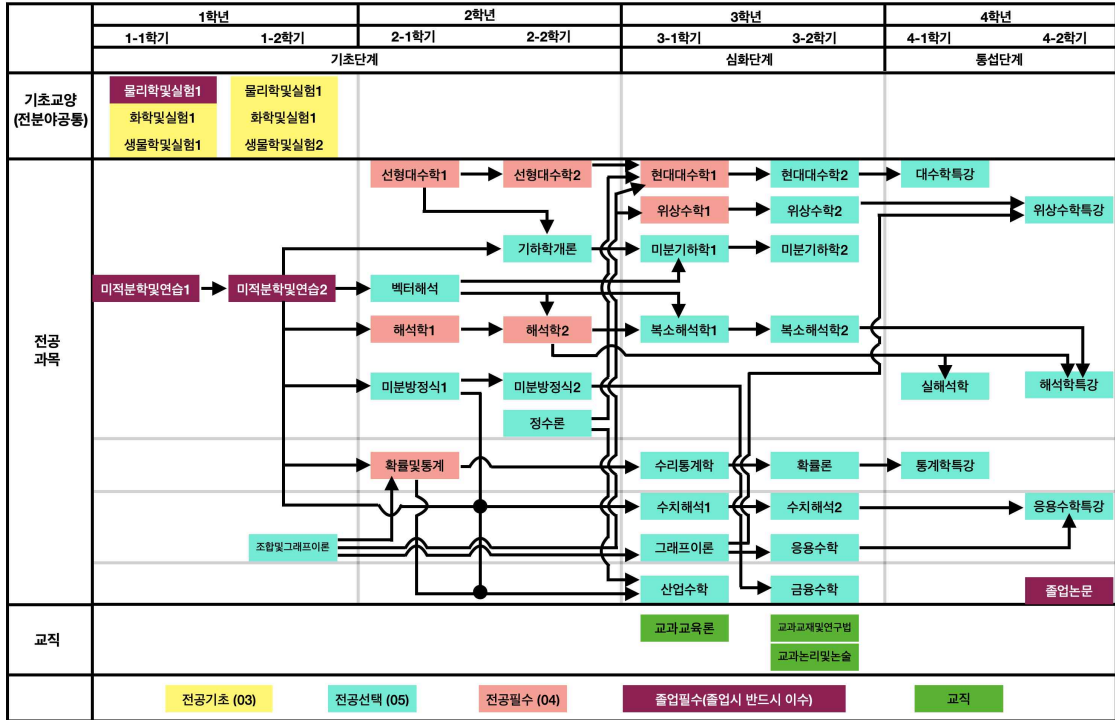 1학년 2학년 3학년 4학년
1-1학기 1-2학기 2-1학기 2-2학기 3-1학기 3-2학기 4-1학기 4-2학기
기초단계 심화단계 통섭단계
기초교양
(전분야공통)
물리학및실험1 물리학및실험1
화학및실험1 화학및실험1
생물학및실험1 생물학및실험2
전공
과목
선형대수학1 선형대수학2 현대대수학1 현대대수학2 대수학특강
위상수학1 위상수학2 위상수학특강
기하학개론 미분기하학1 미분기하학2
미적분학및연습1 미적분학및연습2 벡터해석
해석학1 해석학2 복소해석학1 복소해석학2
미분방정식1 미분방정식2 실해석학 해석학특강
정수론
확률및통계 수리통계학 확률론 통계학특강
수치해석1 수치해석2 응용수학특강
조합및그래프이론 그래프이론 응용수학
산업수학 금융수학 졸업논문
교직
교과교육론 교과교재및연구법
교과논리및논술
전공기초 (03) 전공선택 (05) 전공필수 (04) 졸업필수(졸업시 반드시 이수) 교직